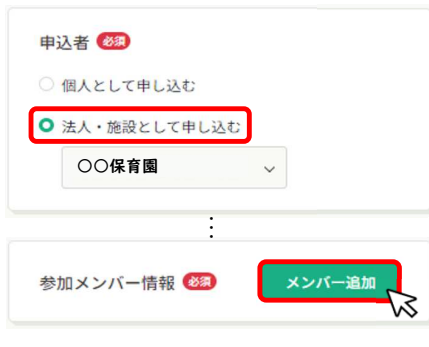 申込者 必須
個人として申し込む
法人・施設として申し込む
〇〇保育園
⋮
参加メンバー情報 必須 メンバー追加